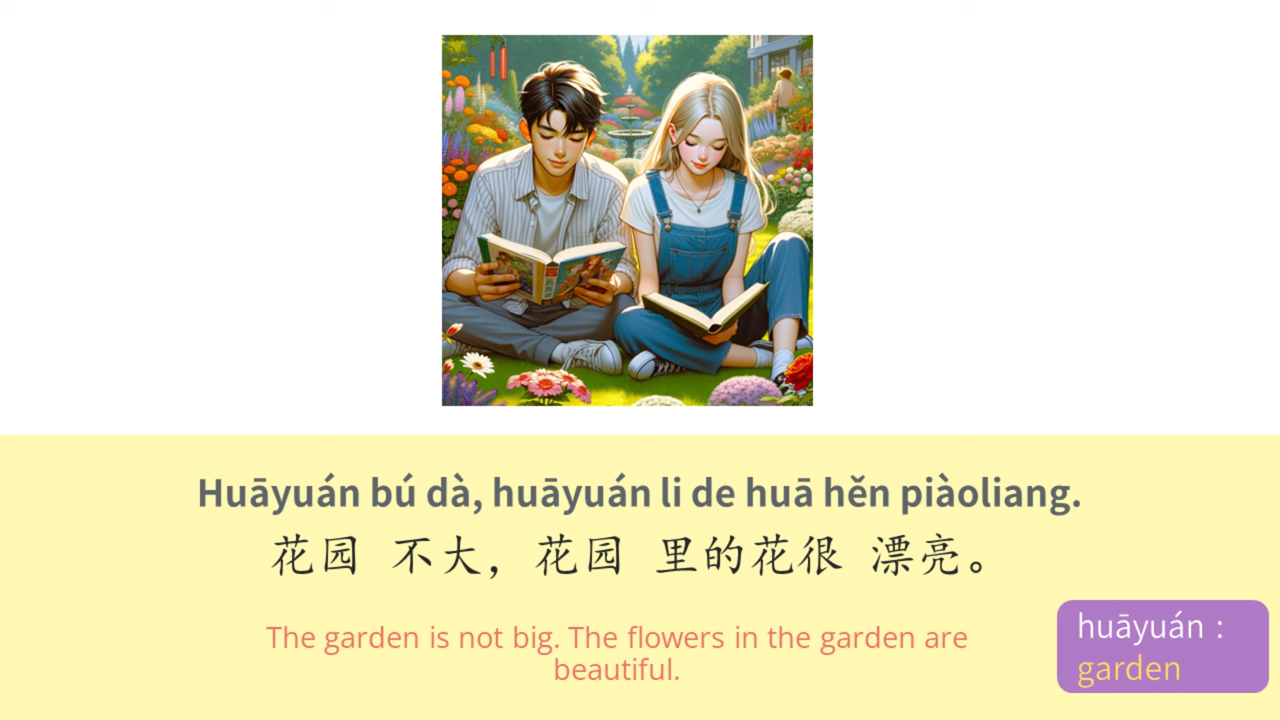 Huāyuán bú dà, huāyuán li de huā hěn piàoliang.
花园 不大，花园 里的花很 漂亮。
The garden is not big. The flowers in the garden are
beautiful.
huāyuán :
garden